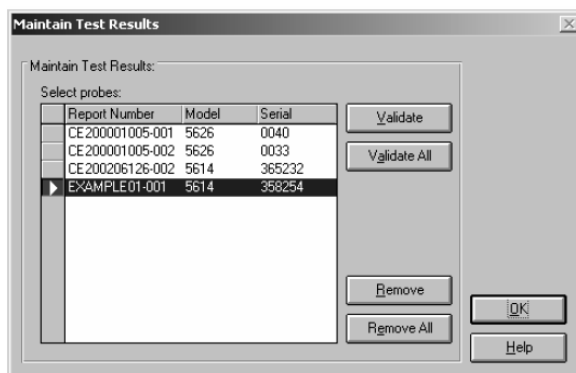 Maintain Test Results
Maintain Test Results:
Select probes:
Report Number Model Serial
CE200001005-001 5626 0040
CE200001005-002 5626 0033
CE200206126-002 5614 365232
EXAMPLE01-001 5614 358254
Validate
Validate All
Remove
Remove All
OK
Help